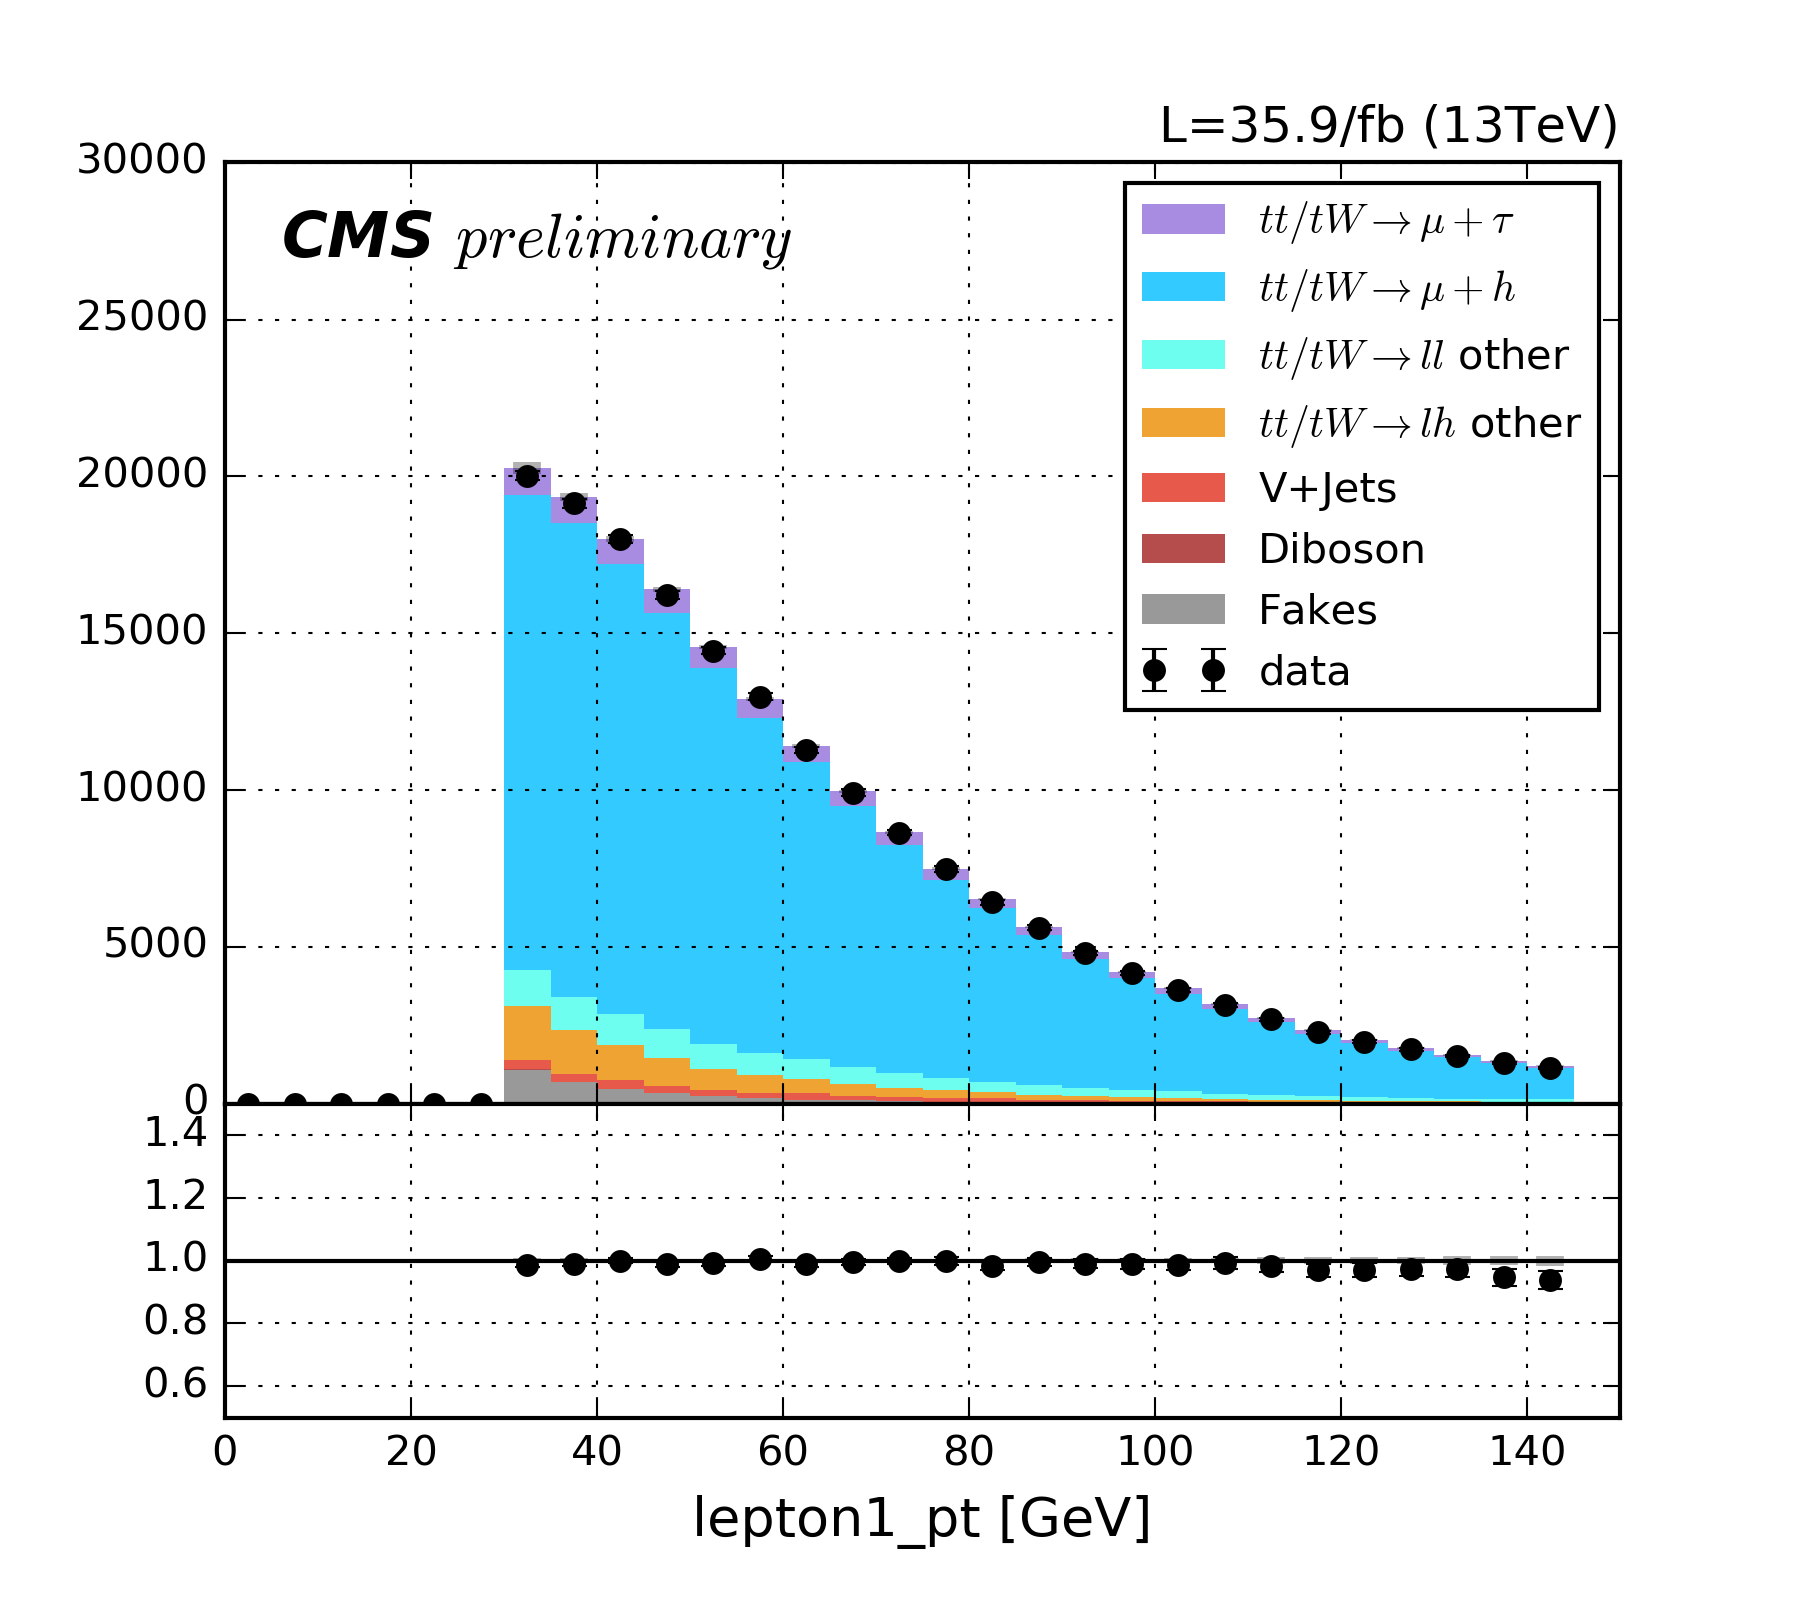 L=35.9/fb (13TeV)
CMS preliminary
30000
25000
20000
15000
10000
5000
0
tt/tW→μ+τ
tt/tW→μ+h
tt/tW→ll other
tt/tW→lh other
V+Jets
Diboson
Fakes
data
1.4
1.2
1.0
0.8
0.6
0 20 40 60 80 100 120 140
lepton1_pt [GeV]